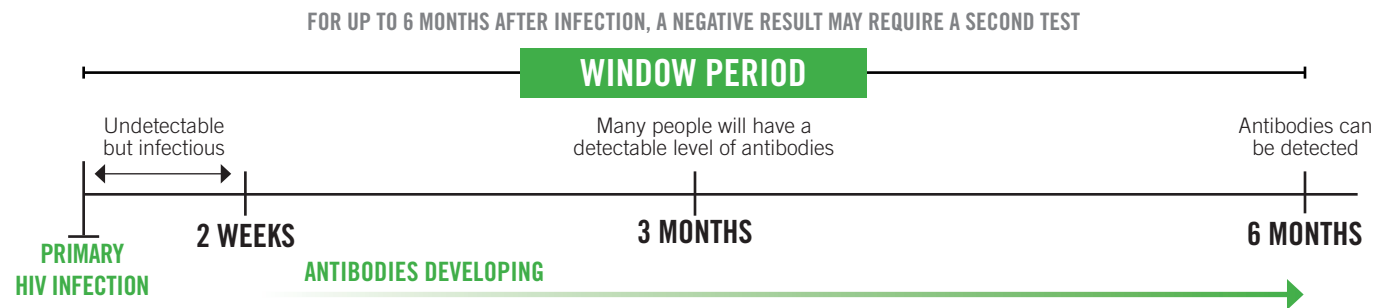 FOR UP TO 6 MONTHS AFTER INFECTION, A NEGATIVE RESULT MAY REQUIRE A SECOND TEST
WINDOW PERIOD
Undetectable
but infectious
Many people will have a
detectable level of antibodies
Antibodies can
be detected
2 WEEKS
3 MONTHS
6 MONTHS
PRIMARY
HIV INFECTION
ANTIBODIES DEVELOPING